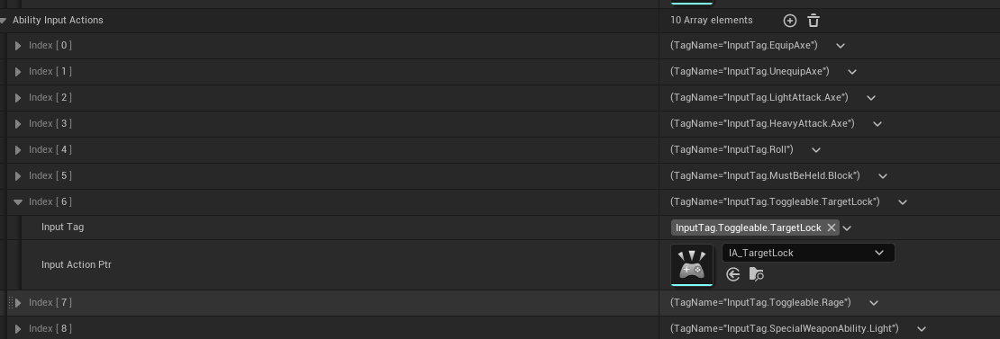 Ability Input Actions 10 Array elements
Index [ 0 ] (TagName="InputTag.EquipAxe")
Index [ 1 ] (TagName="InputTag.UnequipAxe")
Index [ 2 ] (TagName="InputTag.LightAttack.Axe")
Index [ 3 ] (TagName="InputTag.HeavyAttack.Axe")
Index [ 4 ] (TagName="InputTag.Roll")
Index [ 5 ] (TagName="InputTag.MustBeHeld.Block")
Index [ 6 ] (TagName="InputTag.Toggleable.TargetLock")
Input Tag InputTag.Toggleable.TargetLock
Input Action Ptr IA_TargetLock
Index [ 7 ] (TagName="InputTag.Toggleable.Rage")
Index [ 8 ] (TagName="InputTag.SpecialWeaponAbility.Light")